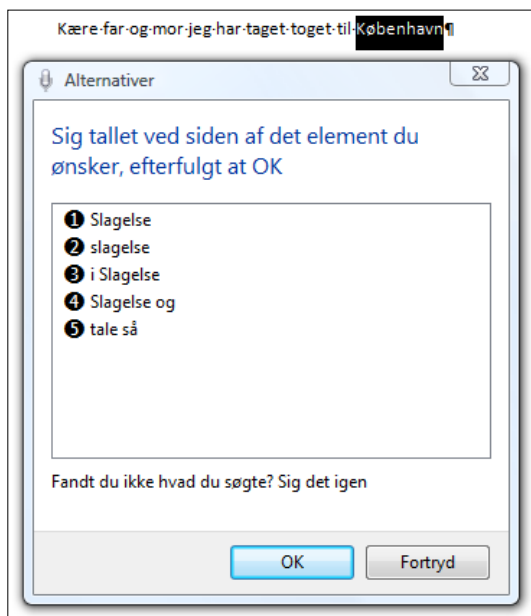 Kære far og mor jeg har taget toget til København¶
Alternativer
Sig tallet ved siden af det element du
ønsker, efterfulgt at OK
❶ Slagelse
❷ slagelse
❸ i Slagelse
❹ Slagelse og
❺ tale så
Fandt du ikke hvad du søgte? Sig det igen
OK
Fortryd